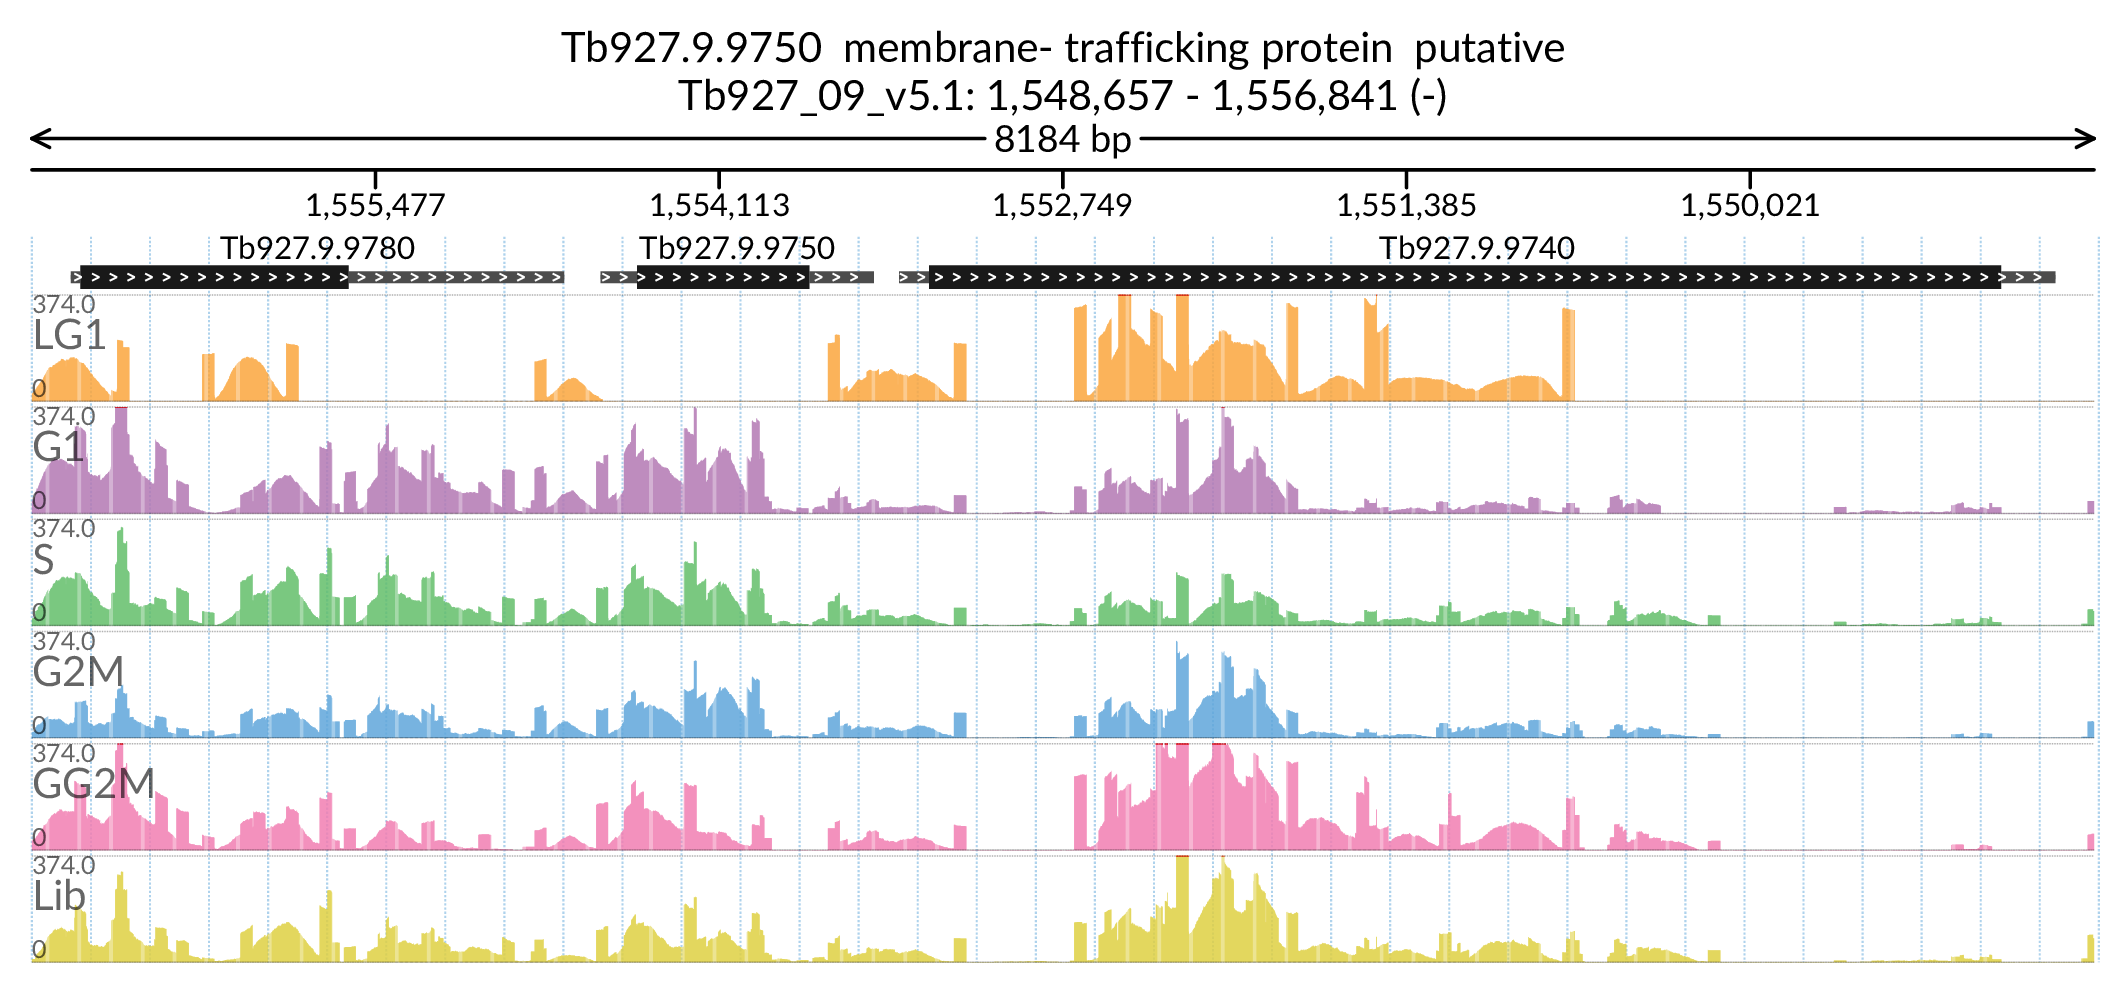 Tb927.9.9750 membrane- trafficking protein putative
Tb927_09_v5.1: 1,548,657 - 1,556,841 (-)
8184 bp
1,555,477 1,554,113 1,552,749 1,551,385 1,550,021
Tb927.9.9780 Tb927.9.9750 Tb927.9.9740
374.0
LG1
0
374.0
G1
0
374.0
S
0
374.0
G2M
0
374.0
GG2M
0
374.0
Lib
0